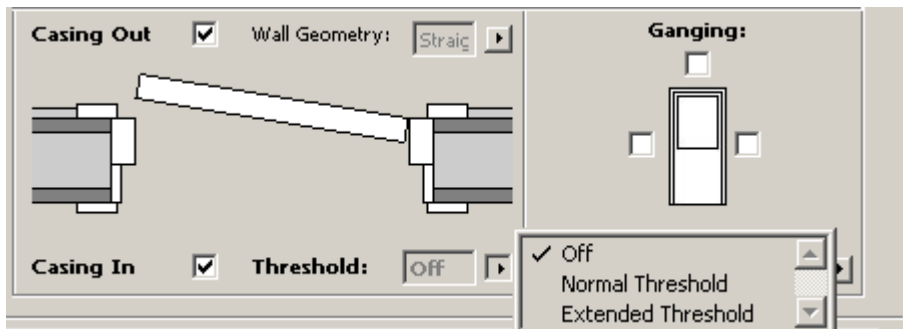 Casing Out
Wall Geometry:
Straig
Ganging:
Casing In
Threshold:
Off
Off
Normal Threshold
Extended Threshold